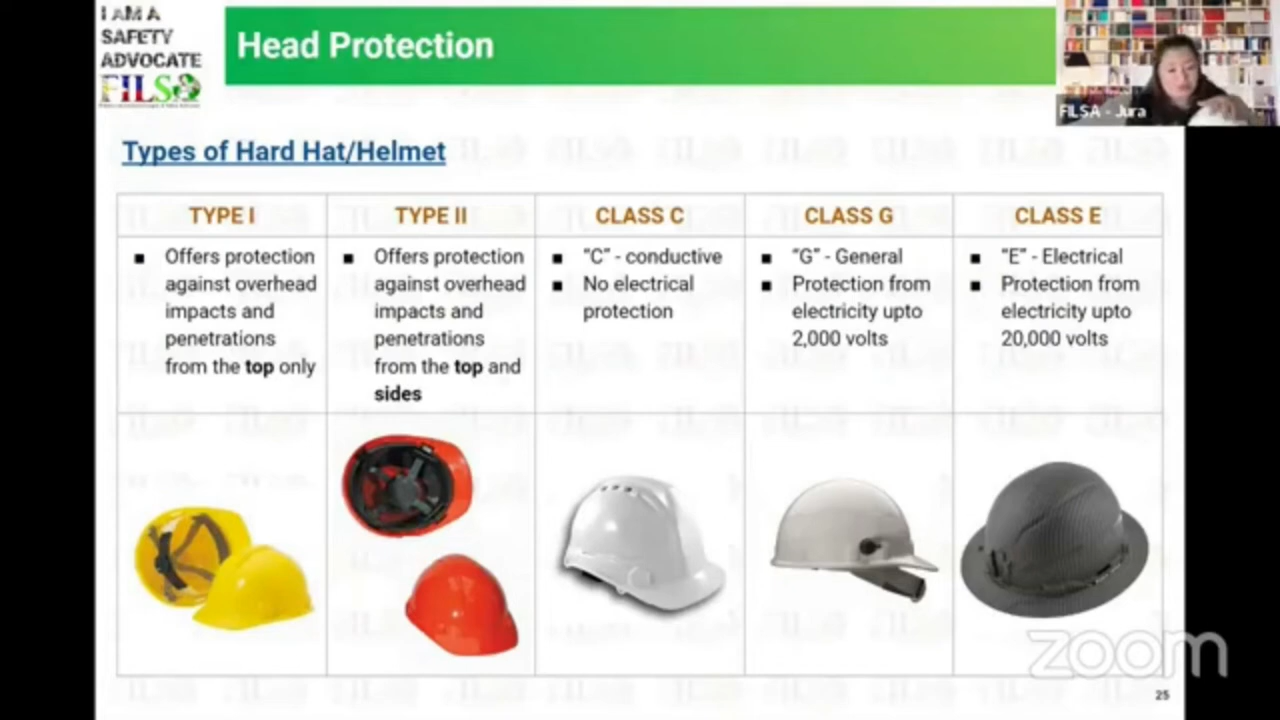 I AM A
SAFETY
ADVOCATE
FILSA
Head Protection
FILSA - Jura
Types of Hard Hat/Helmet
TYPE I
TYPE II
CLASS C
CLASS G
CLASS E
■ Offers protection
against overhead
impacts and
penetrations
from the top only
■ Offers protection
against overhead
impacts and
penetrations
from the top and
sides
■ “C” - conductive
■ No electrical
protection
■ “G” - General
■ Protection from
electricity upto
2,000 volts
■ “E” - Electrical
■ Protection from
electricity upto
20,000 volts
zoom
25